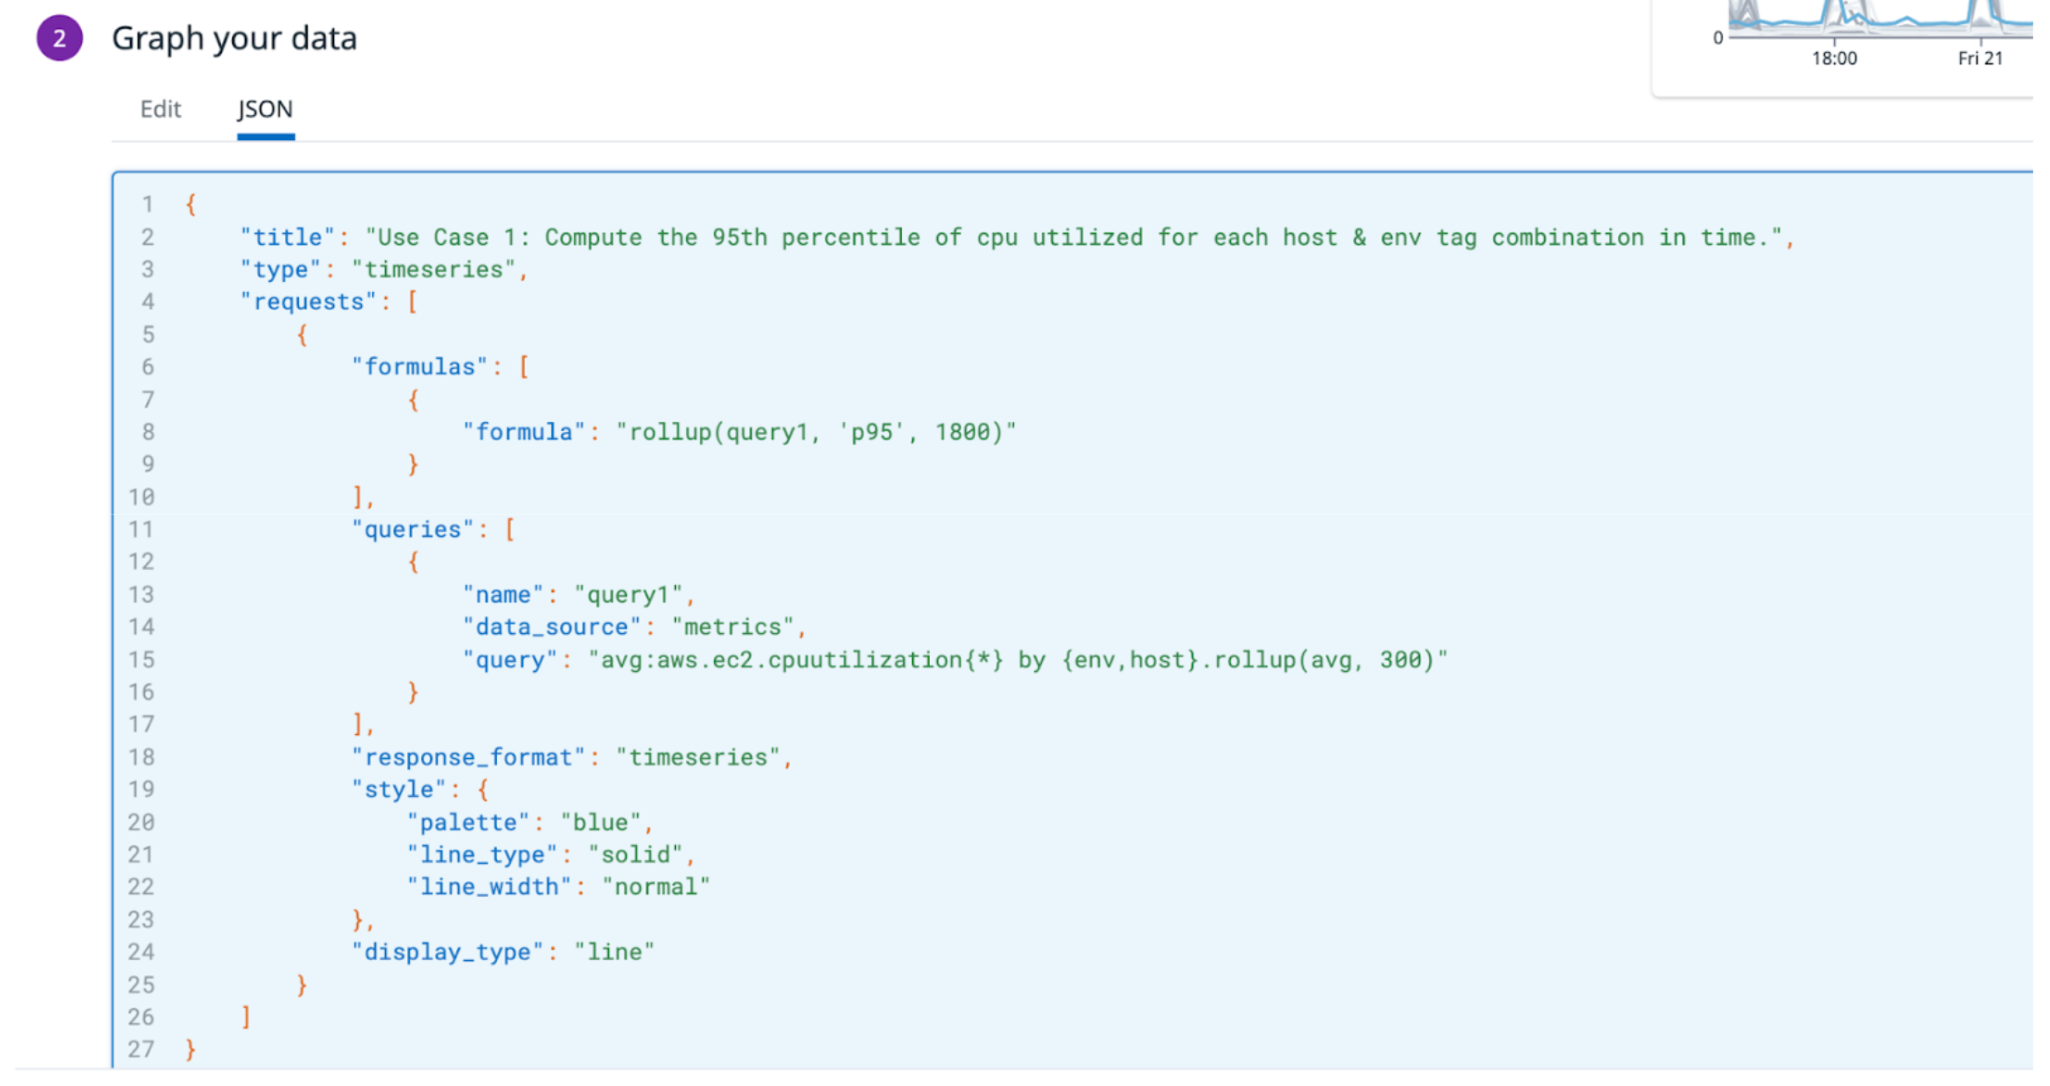 2 Graph your data
0
18:00 Fri 21
Edit JSON
1 {
2 "title": "Use Case 1: Compute the 95th percentile of cpu utilized for each host & env tag combination in time.",
3 "type": "timeseries",
4 "requests": [
5 {
6 "formulas": [
7 {
8 "formula": "rollup(query1, 'p95', 1800)"
9 }
10 ],
11 "queries": [
12 {
13 "name": "query1",
14 "data_source": "metrics",
15 "query": "avg:aws.ec2.cpuutilization{*} by {env,host}.rollup(avg, 300)"
16 }
17 ],
18 "response_format": "timeseries",
19 "style": {
20 "palette": "blue",
21 "line_type": "solid",
22 "line_width": "normal"
23 },
24 "display_type": "line"
25 }
26 ]
27 }